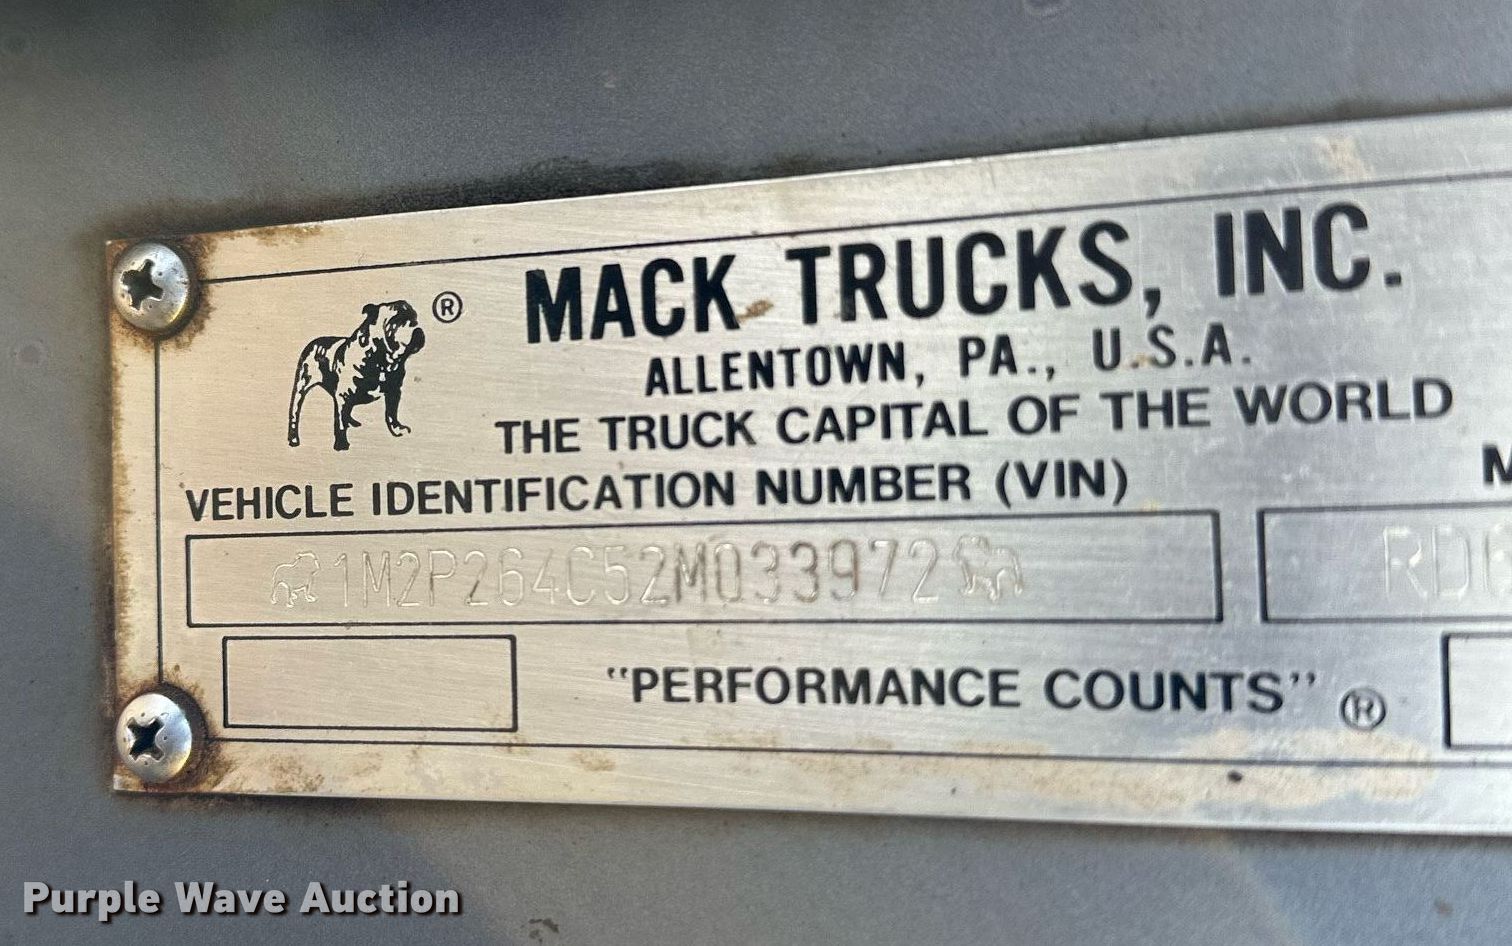 ®
MACK TRUCKS, INC.
ALLENTOWN, PA., U.S.A.
THE TRUCK CAPITAL OF THE WORLD
VEHICLE IDENTIFICATION NUMBER (VIN)
M
1M2P264C52M033972
RD6
"PERFORMANCE COUNTS" ®
Purple Wave Auction